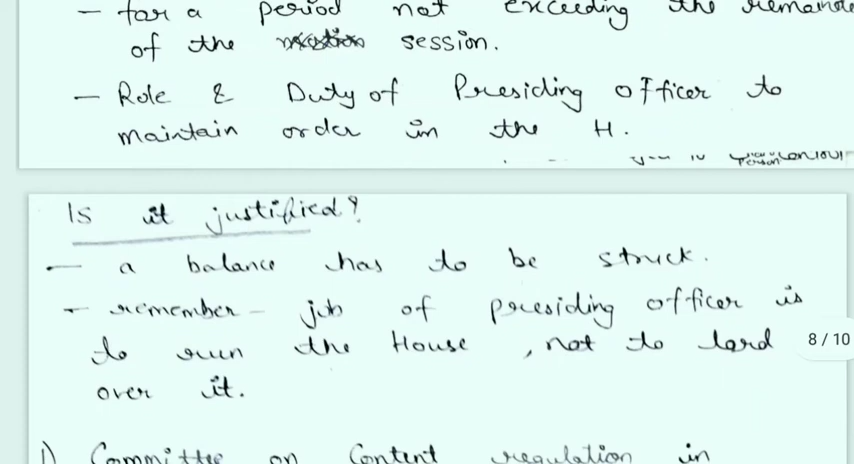 - for a period not exceeding the remainde
of the session.
- Role & Duty of Presiding officer to
maintain order in the H.
Is it justified?
- a balance has to be struck.
- remember - job of presiding officer is
to run the House , not to lord
8 / 10
over it.
1) Committee on Content regulation in